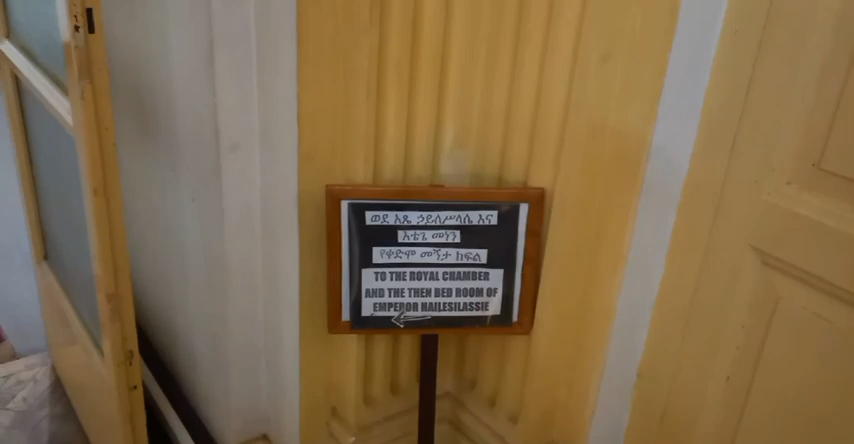 ወደ አጼ ኃይለሥላሴ እና
እቴጌ መነን
የቀድሞ መኝታ ክፍል
TO THE ROYAL CHAMBER
AND THE THEN BED ROOM OF
EMPEROR HAILESILASSIE